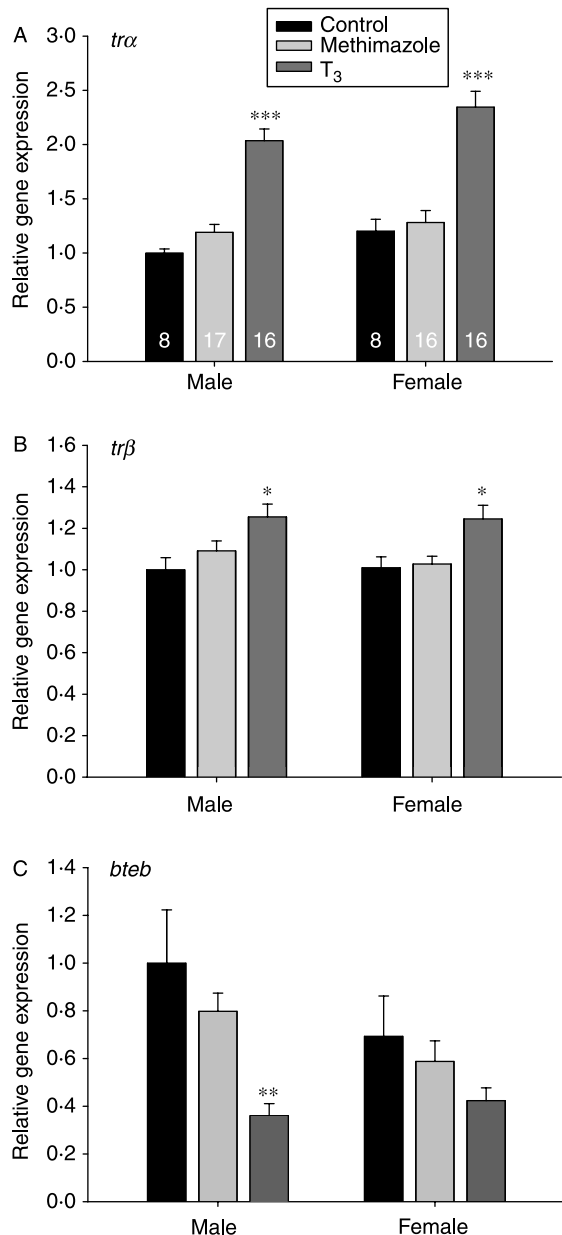 A trα
Control
Methimazole
T3
Relative gene expression
3·0
2·5
2·0
1·5
1·0
0·5
0·0
***
***
8 17 16 8 16 16
Male Female
B trβ
Relative gene expression
1·6
1·4
1·2
1·0
0·8
0·6
0·4
0·2
0·0
* *
Male Female
C bteb
Relative gene expression
1·4
1·2
1·0
0·8
0·6
0·4
0·2
0·0
**
Male Female